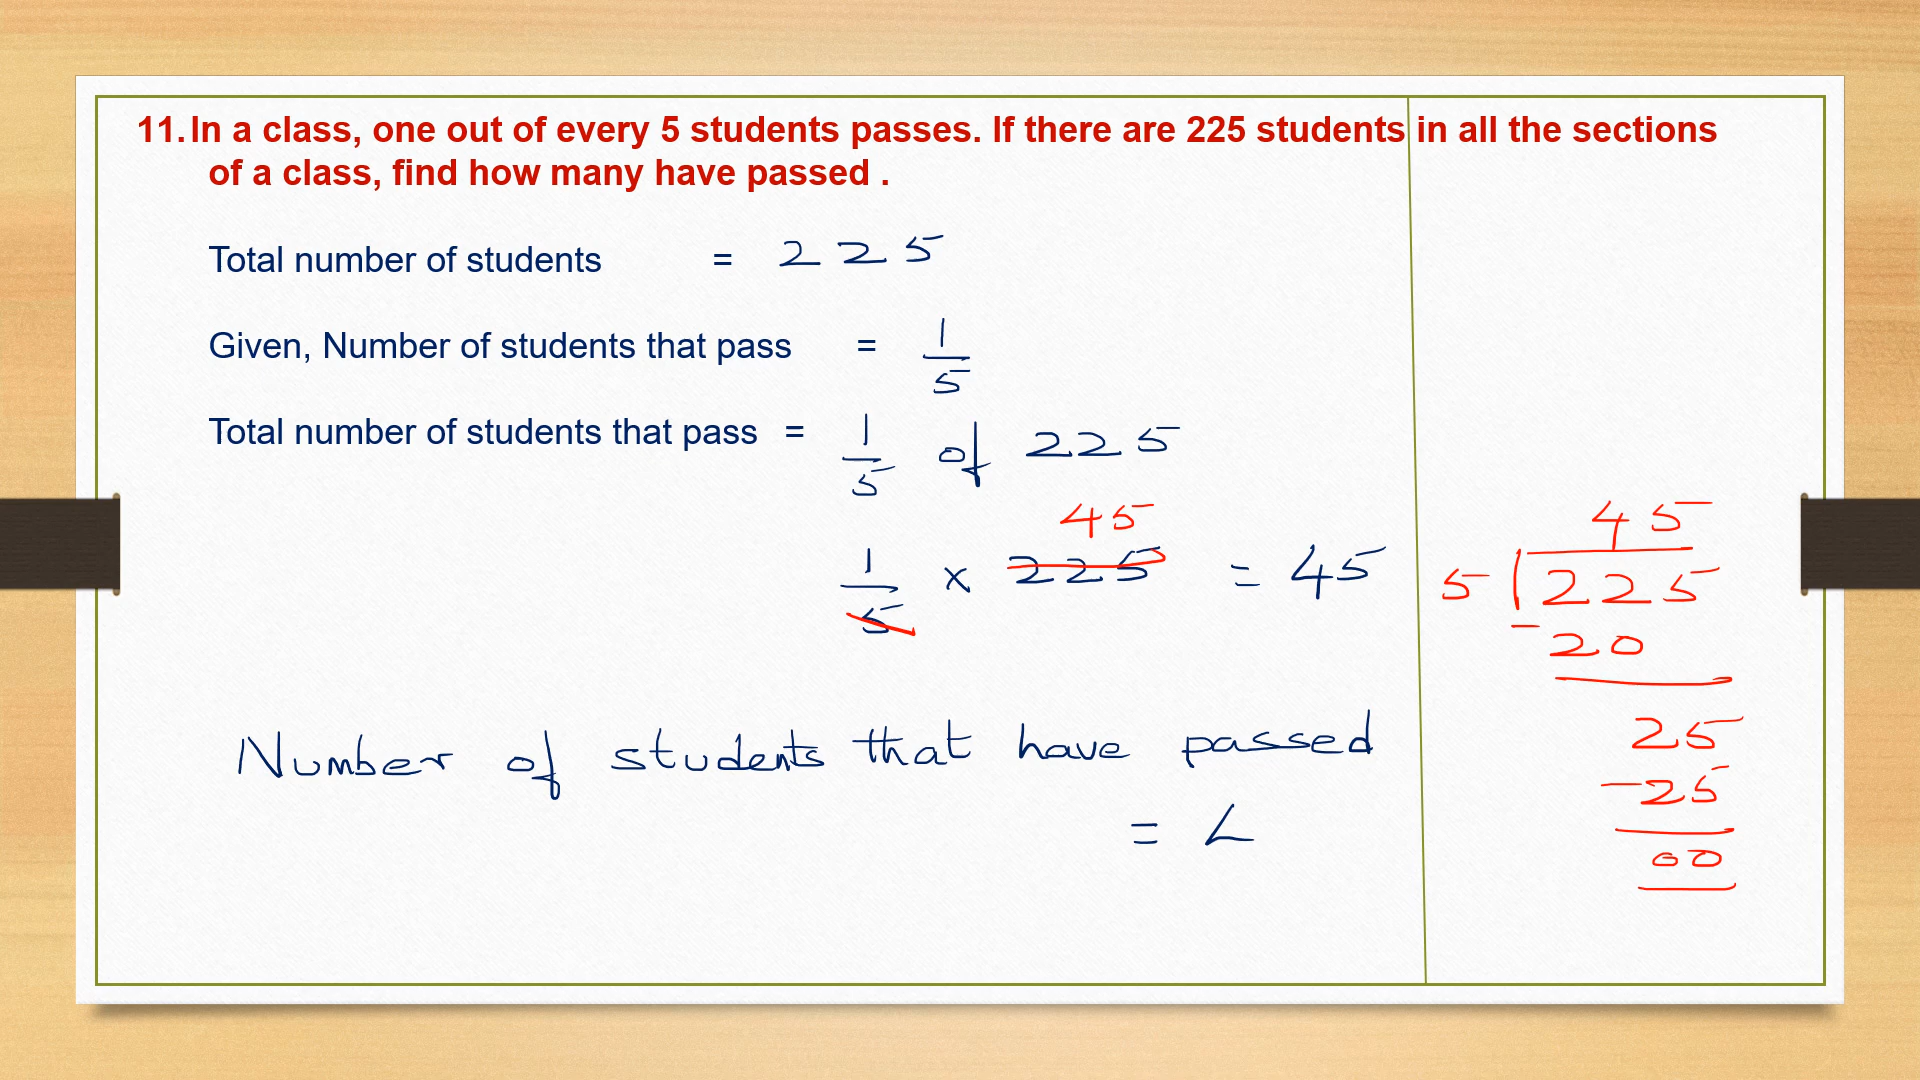 11. In a class, one out of every 5 students passes. If there are 225 students in all the sections
of a class, find how many have passed .
Total number of students = 225
Given, Number of students that pass = 1/5
Total number of students that pass = 1/5 of 225
45
1/5 × 225 = 45
Number of students that have passed
=
45
5 225
- 20
25
- 25
00